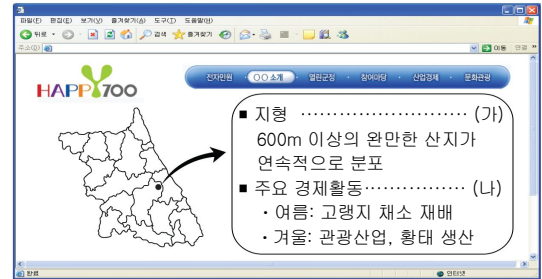 파일(F) 편집(E) 보기(V) 즐겨찾기(A) 도구(T) 도움말(H)
뒤로 검색 즐겨찾기
주소(D) 이동 연결 »
HAPPY700
전자민원 ○○소개 열린군정 참여마당 산업경제 문화관광
■ 지형 ··························· (가)
600m 이상의 완만한 산지가
연속적으로 분포
■ 주요 경제활동················ (나)
· 여름: 고랭지 채소 재배
· 겨울: 관광산업, 황태 생산
완료 인터넷